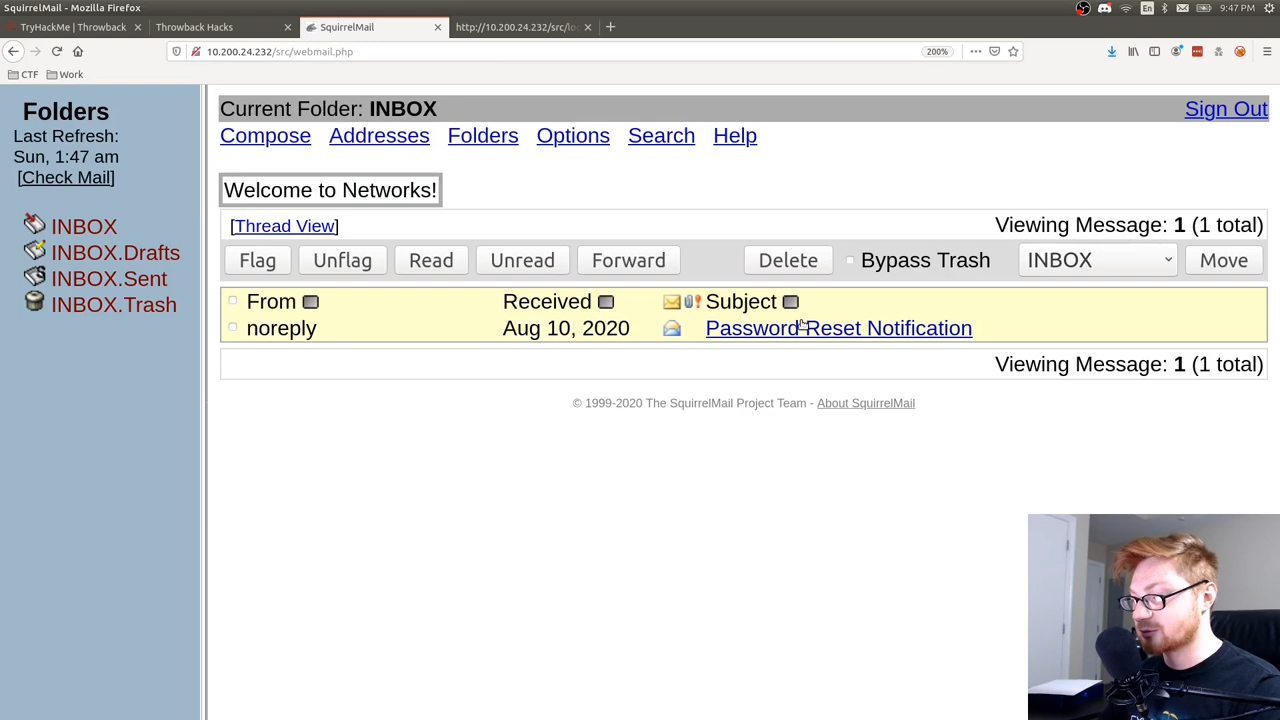 SquirrelMail - Mozilla Firefox
En
9:47 PM
TryHackMe | Throwback
Throwback Hacks
SquirrelMail
http://10.200.24.232/src/lo
10.200.24.232/src/webmail.php
200%
CTF
Work
Folders
Last Refresh:
Sun, 1:47 am
[Check Mail]
INBOX
INBOX.Drafts
INBOX.Sent
INBOX.Trash
Current Folder: INBOX
Sign Out
Compose Addresses Folders Options Search Help
Welcome to Networks!
[Thread View]
Viewing Message: 1 (1 total)
Flag Unflag Read Unread Forward Delete Bypass Trash INBOX Move
From Received Subject
noreply Aug 10, 2020 Password Reset Notification
Viewing Message: 1 (1 total)
© 1999-2020 The SquirrelMail Project Team - About SquirrelMail